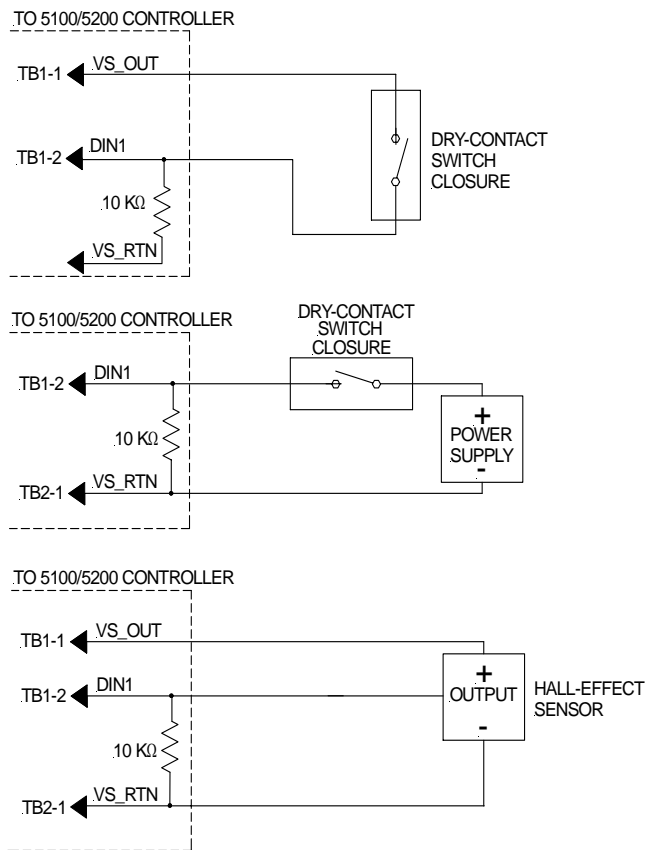 TO 5100/5200 CONTROLLER
TB1-1
VS_OUT
TB1-2
DIN1
10 KΩ
VS_RTN
DRY-CONTACT
SWITCH
CLOSURE
TO 5100/5200 CONTROLLER
DRY-CONTACT
SWITCH
CLOSURE
TB1-2
DIN1
10 KΩ
TB2-1
VS_RTN
+
POWER
SUPPLY
-
TO 5100/5200 CONTROLLER
TB1-1
VS_OUT
TB1-2
DIN1
10 KΩ
TB2-1
VS_RTN
+
OUTPUT
-
HALL-EFFECT
SENSOR